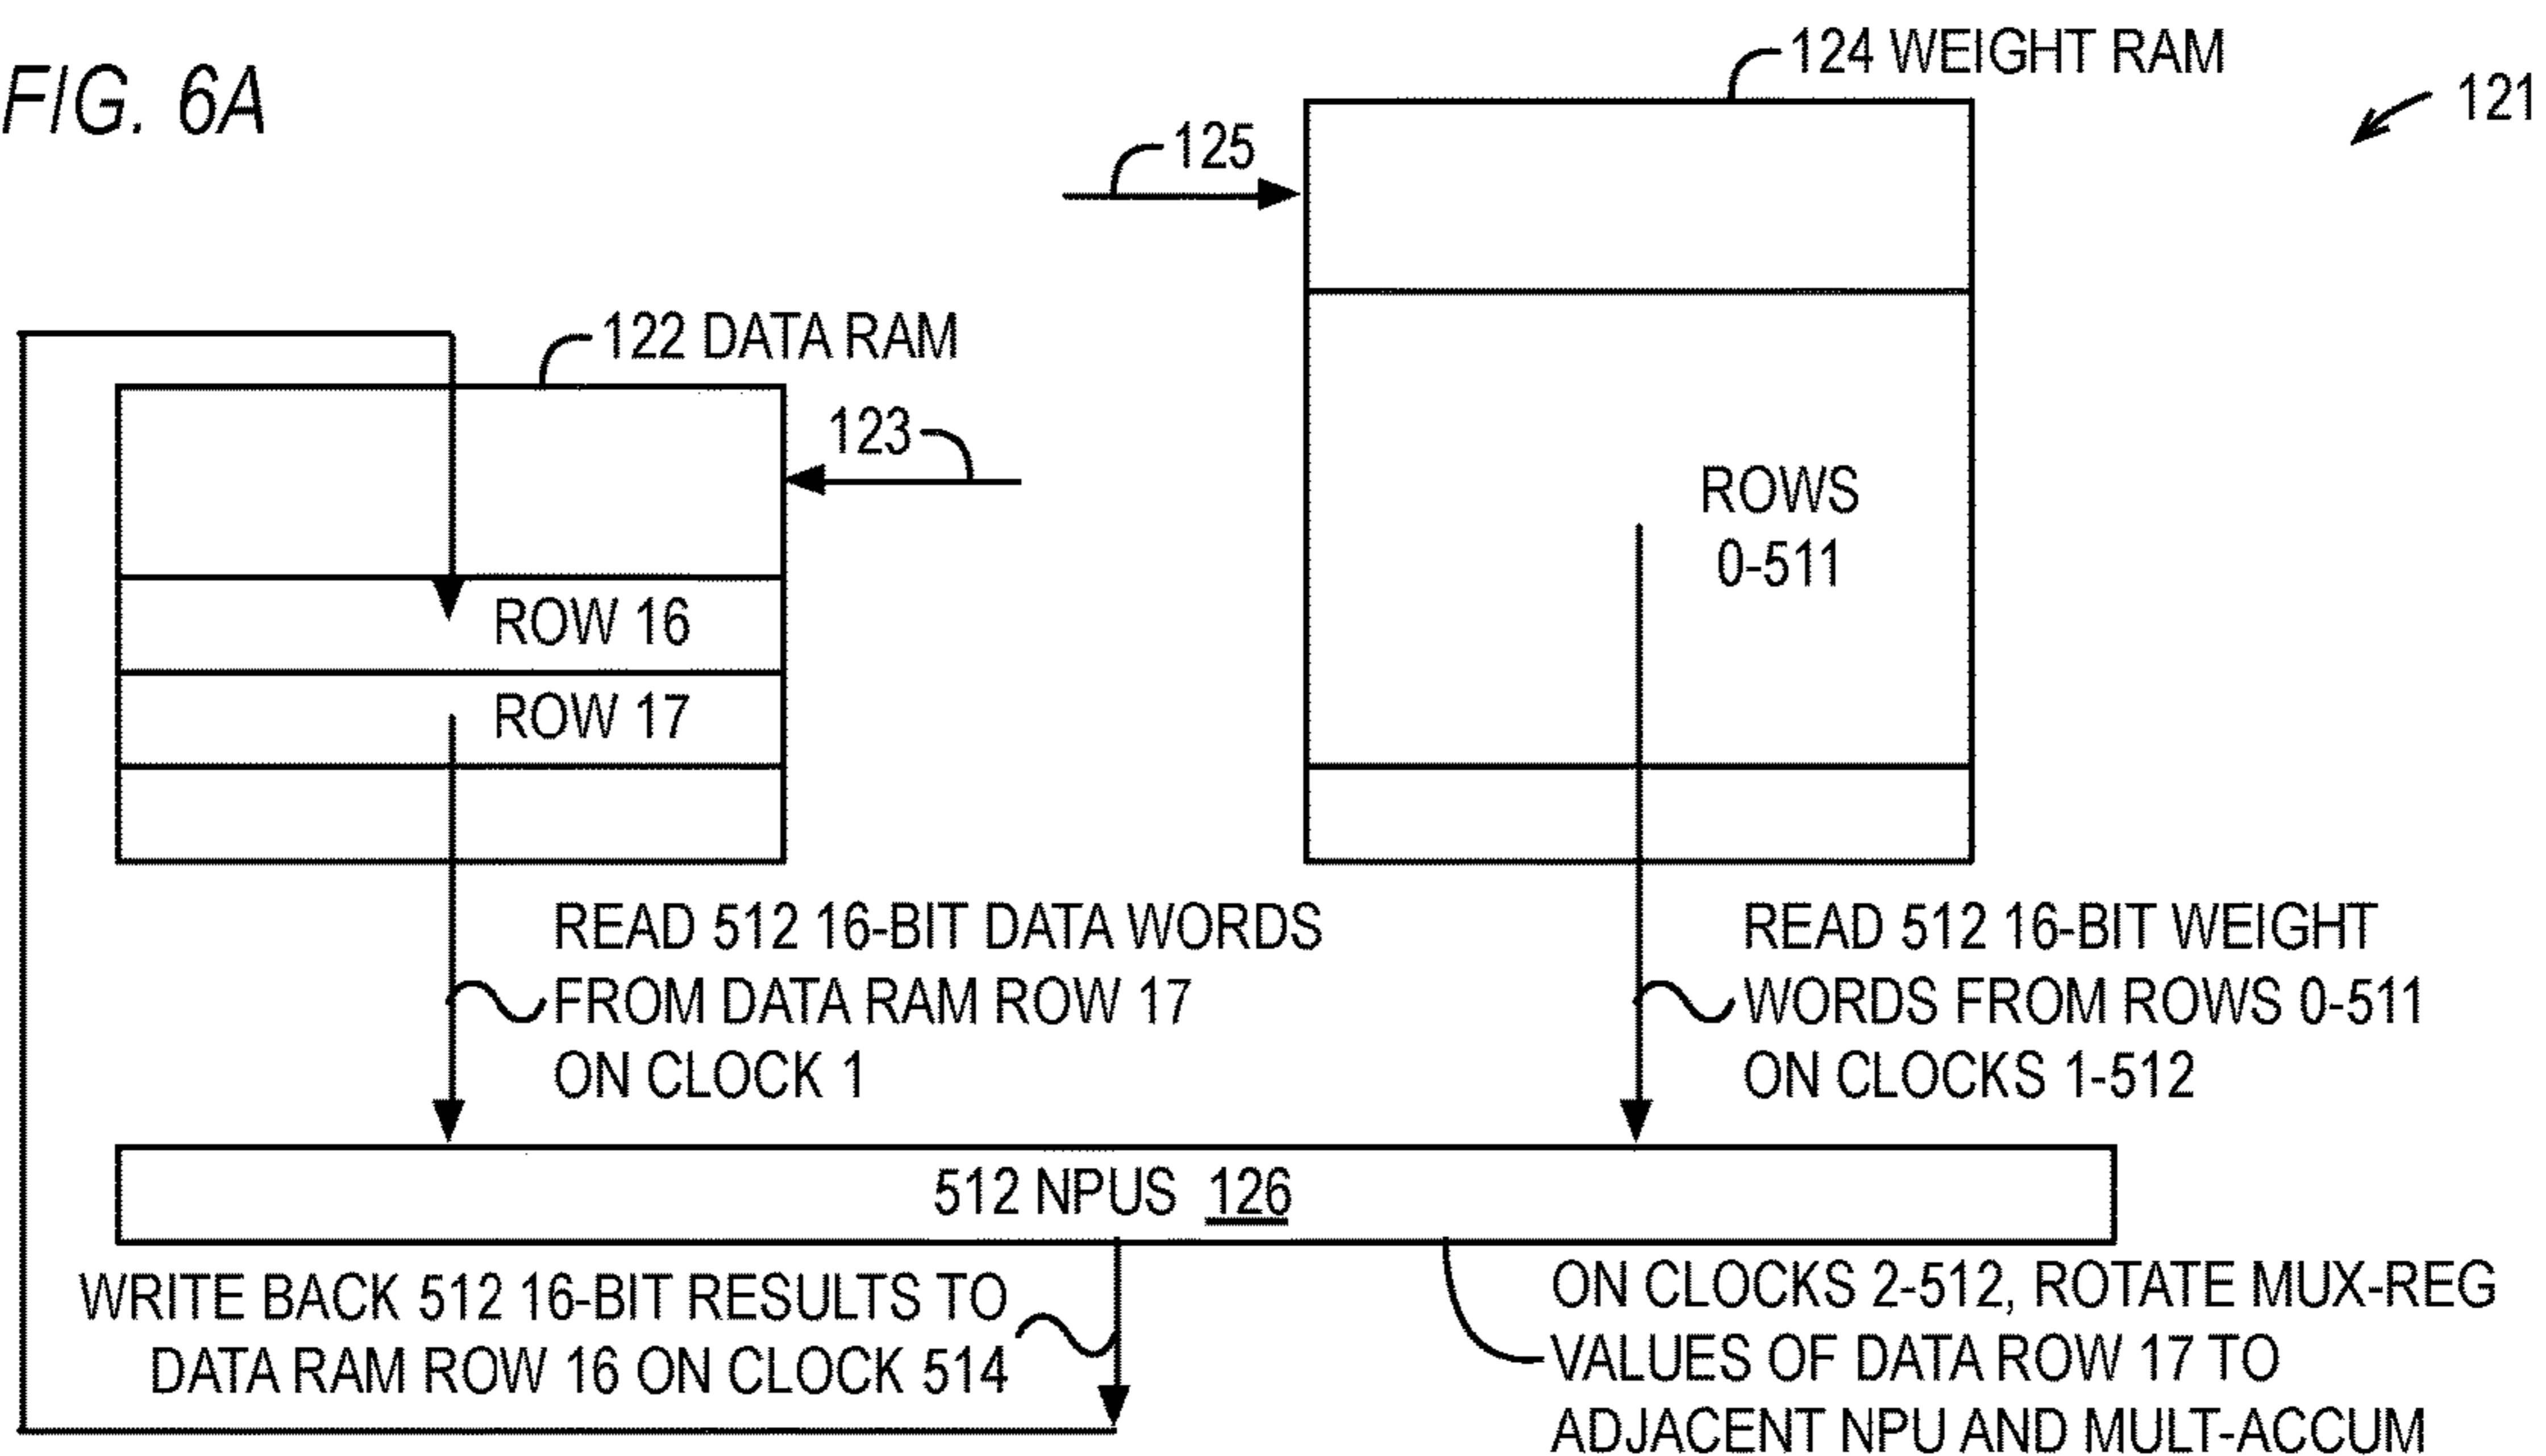 FIG. 6A
124 WEIGHT RAM
121
125
122 DATA RAM
123
ROWS
0-511
ROW 16
ROW 17
READ 512 16-BIT DATA WORDS
FROM DATA RAM ROW 17
ON CLOCK 1
READ 512 16-BIT WEIGHT
WORDS FROM ROWS 0-511
ON CLOCKS 1-512
512 NPUS 126
WRITE BACK 512 16-BIT RESULTS TO
DATA RAM ROW 16 ON CLOCK 514
ON CLOCKS 2-512, ROTATE MUX-REG
VALUES OF DATA ROW 17 TO
ADJACENT NPU AND MULT-ACCUM